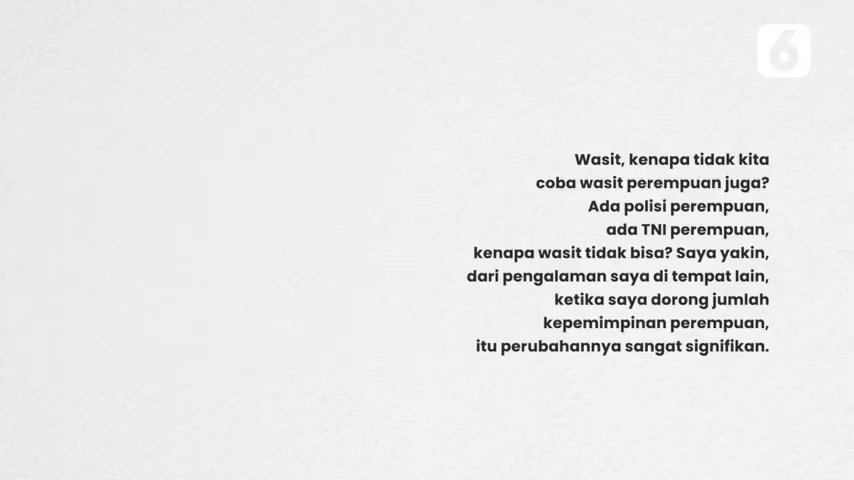 6
Wasit, kenapa tidak kita
coba wasit perempuan juga?
Ada polisi perempuan,
ada TNI perempuan,
kenapa wasit tidak bisa? Saya yakin,
dari pengalaman saya di tempat lain,
ketika saya dorong jumlah
kepemimpinan perempuan,
itu perubahannya sangat signifikan.